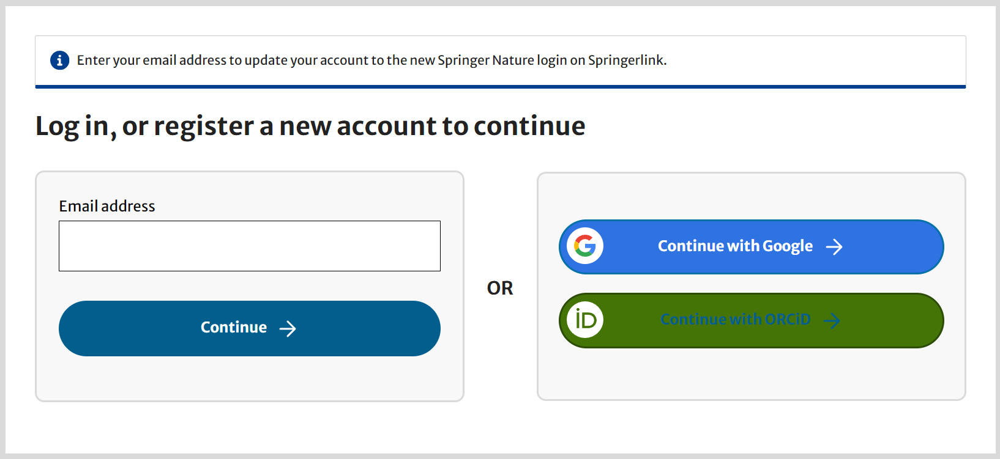 Enter your email address to update your account to the new Springer Nature login on Springerlink.
Log in, or register a new account to continue
Email address
Continue
OR
Continue with Google
iD
Continue with ORCiD